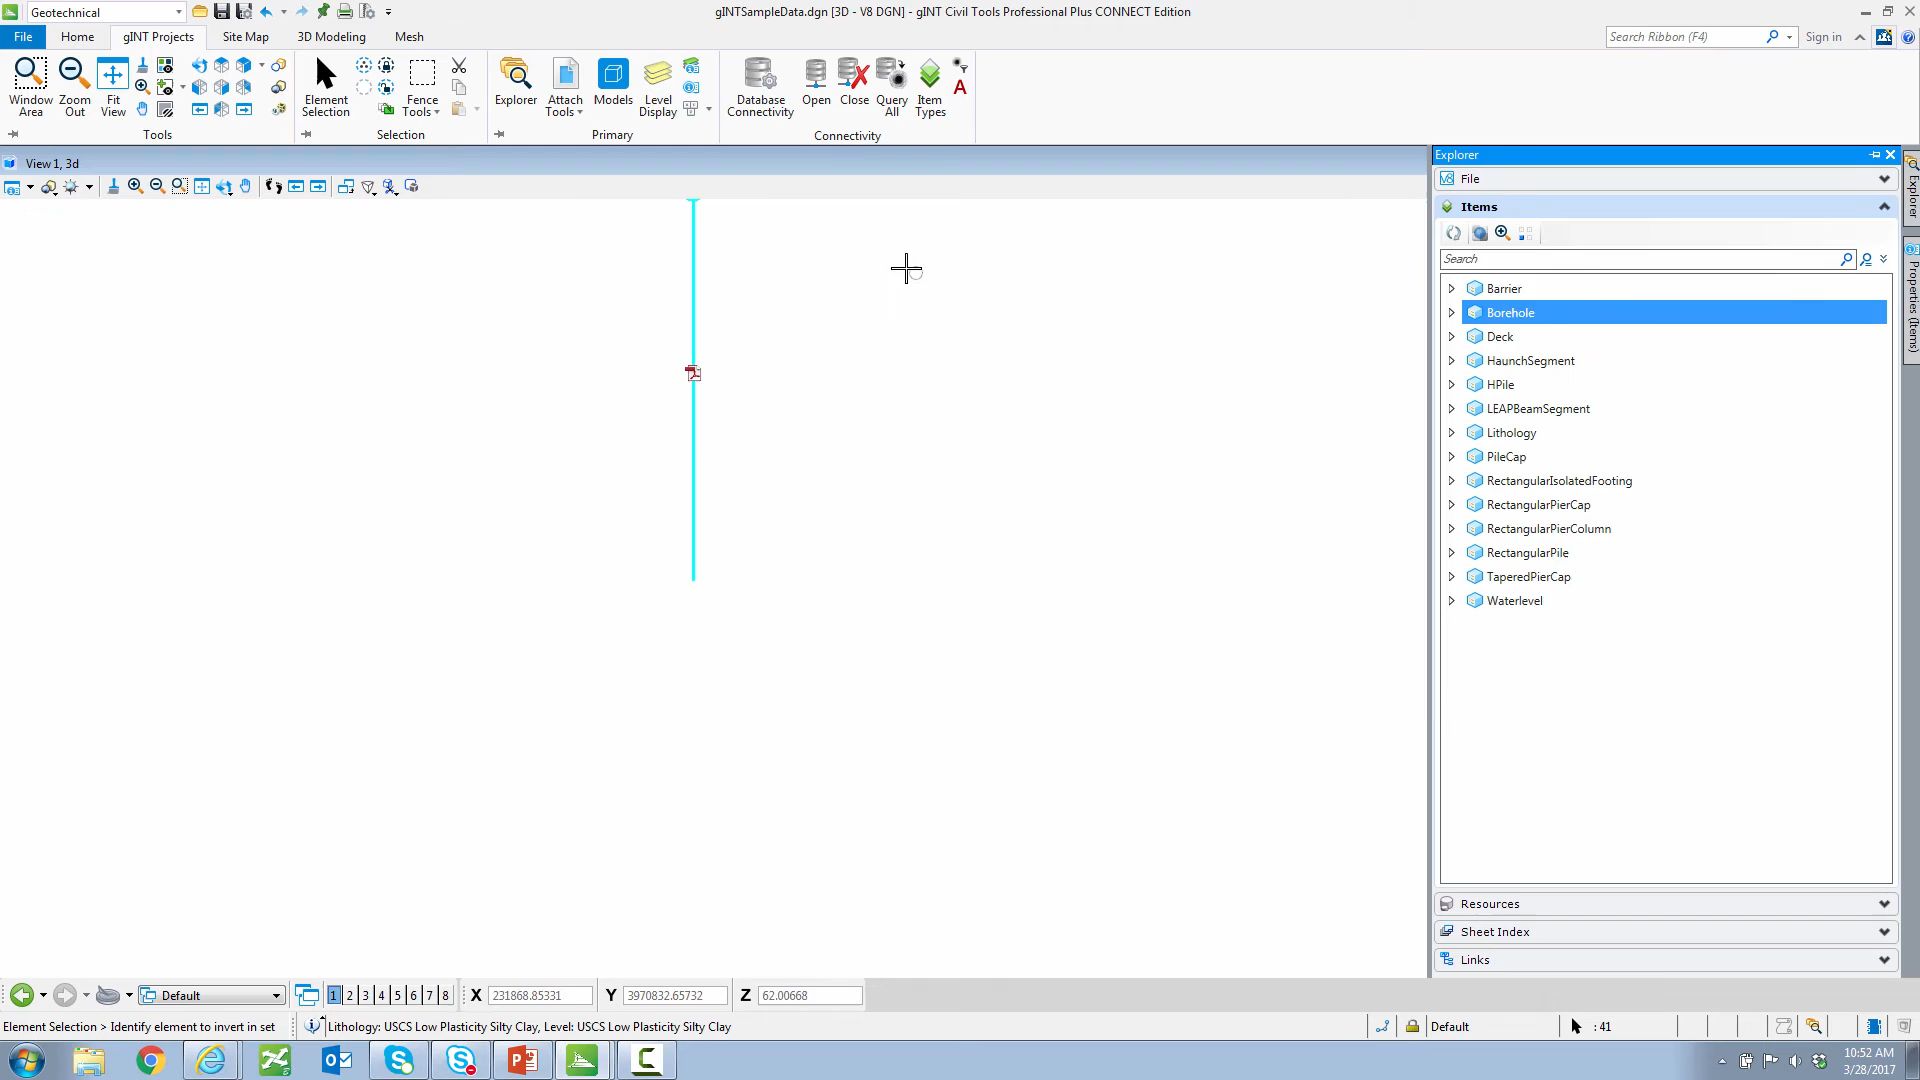 Geotechnical
gINTSampleData.dgn [3D - V8 DGN] - gINT Civil Tools Professional Plus CONNECT Edition
File Home gINT Projects Site Map 3D Modeling Mesh
Search Ribbon (F4)
Sign in
Window Area
Zoom Out
Fit View
Tools
Element Selection
Fence Tools
Selection
Explorer
Attach Tools
Models
Level Display
Primary
Database Connectivity
Open
Close
Query All
Item Types
A
Connectivity
View 1, 3d
Explorer
File
Items
Search
Barrier
Borehole
Deck
HaunchSegment
HPile
LEAPBeamSegment
Lithology
PileCap
RectangularIsolatedFooting
RectangularPierCap
RectangularPierColumn
RectangularPile
TaperedPierCap
Waterlevel
Resources
Sheet Index
Links
Explorer
Properties (Items)
Default
1 2 3 4 5 6 7 8
X 231868.85331
Y 3970832.65732
Z 62.00668
Element Selection > Identify element to invert in set
Lithology: USCS Low Plasticity Silty Clay, Level: USCS Low Plasticity Silty Clay
Default
: 41
10:52 AM
3/28/2017